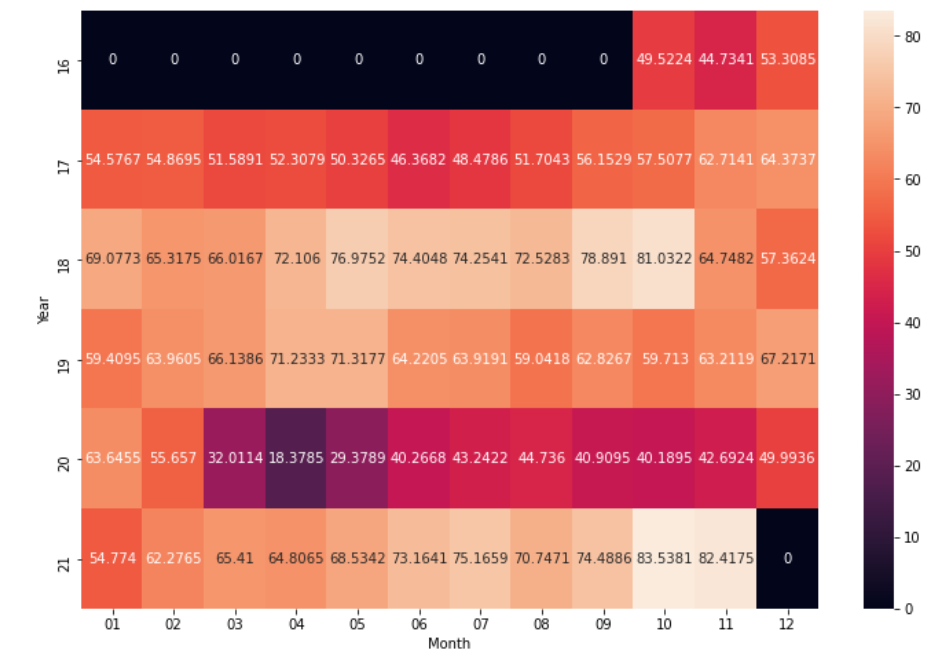 16 0 0 0 0 0 0 0 0 0 49.5224 44.7341 53.3085
17 54.5767 54.8695 51.5891 52.3079 50.3265 46.3682 48.4786 51.7043 56.1529 57.5077 62.7141 64.3737
18 69.0773 65.3175 66.0167 72.106 76.9752 74.4048 74.2541 72.5283 78.891 81.0322 64.7482 57.3624
Year
19 59.4095 63.9605 66.1386 71.2333 71.3177 64.2205 63.9191 59.0418 62.8267 59.713 63.2119 67.2171
20 63.6455 55.657 32.0114 18.3785 29.3789 40.2668 43.2422 44.736 40.9095 40.1895 42.6924 49.9936
21 54.774 62.2765 65.41 64.8065 68.5342 73.1641 75.1659 70.7471 74.4886 83.5381 82.4175 0
01 02 03 04 05 06 07 08 09 10 11 12
Month
80
70
60
50
40
30
20
10
0